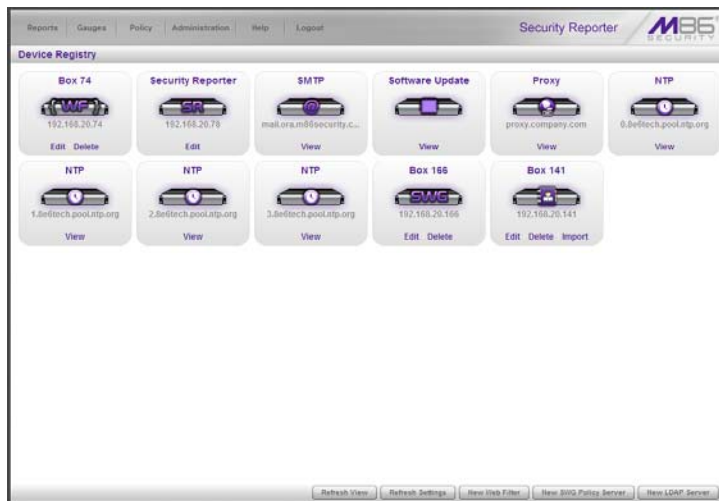 Reports Gauges Policy Administration Help Logout Security Reporter M86 SECURITY
Device Registry
Box 74 Security Reporter SMTP Software Update Proxy NTP
WF SR @
192.168.20.74 192.168.20.78 mail.ora.m86security.c... proxy.company.com 0.8e6tech.pool.ntp.org
Edit Delete Edit View View View View
NTP NTP NTP Box 166 Box 141
SWG
1.8e6tech.pool.ntp.org 2.8e6tech.pool.ntp.org 3.8e6tech.pool.ntp.org 192.168.20.166 192.168.20.141
View View View Edit Delete Edit Delete Import
Refresh View Refresh Settings New Web Filter New SWG Policy Server New LDAP Server